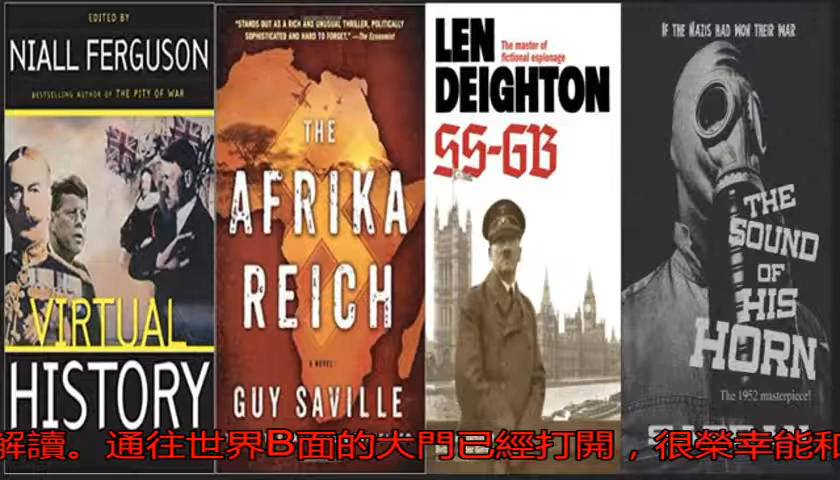 EDITED BY
NIALL FERGUSON
BESTSELLING AUTHOR OF THE PITY OF WAR
VIRTUAL
HISTORY
"STANDS OUT AS A RICH AND UNUSUAL THRILLER, POLITICALLY
SOPHISTICATED AND HARD TO FORGET." —The Economist
THE
AFRIKA
REICH
A NOVEL
GUY SAVILLE
LEN
DEIGHTON
The master of
fictional espionage
SS-GB
IF THE NAZIS HAD WON THEIR WAR
THE
SOUND
OF
HIS
HORN
The 1952 masterpiece!
解讀。通往世界B面的大門已經打開，很榮幸能和